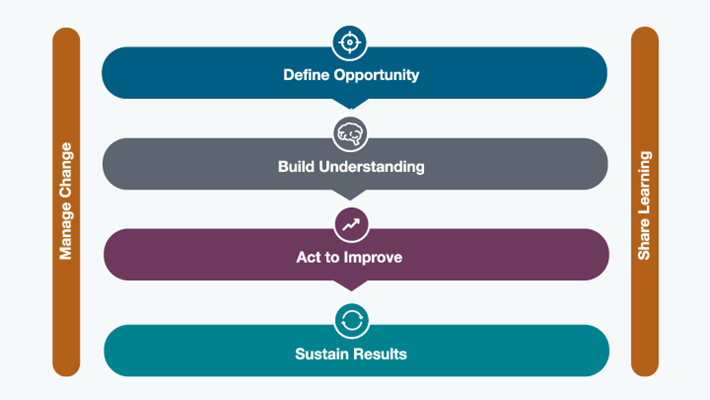 Manage Change
Define Opportunity
Build Understanding
Act to Improve
Sustain Results
Share Learning